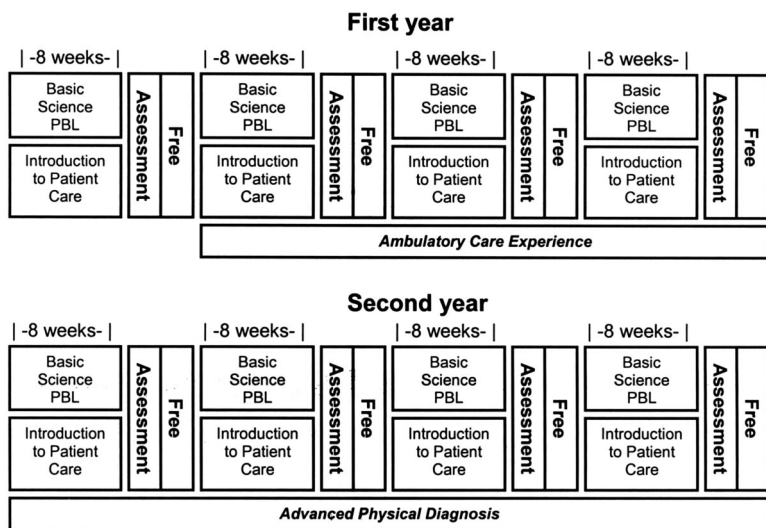 First year
| -8 weeks- |
| -8 weeks- |
| -8 weeks- |
| -8 weeks- |
Basic
Science
PBL
Introduction
to Patient
Care
Assessment
Free
Basic
Science
PBL
Introduction
to Patient
Care
Assessment
Free
Basic
Science
PBL
Introduction
to Patient
Care
Assessment
Free
Basic
Science
PBL
Introduction
to Patient
Care
Assessment
Free
Ambulatory Care Experience
Second year
| -8 weeks- |
| -8 weeks- |
| -8 weeks- |
| -8 weeks- |
Basic
Science
PBL
Introduction
to Patient
Care
Assessment
Free
Basic
Science
PBL
Introduction
to Patient
Care
Assessment
Free
Basic
Science
PBL
Introduction
to Patient
Care
Assessment
Free
Basic
Science
PBL
Introduction
to Patient
Care
Assessment
Free
Advanced Physical Diagnosis